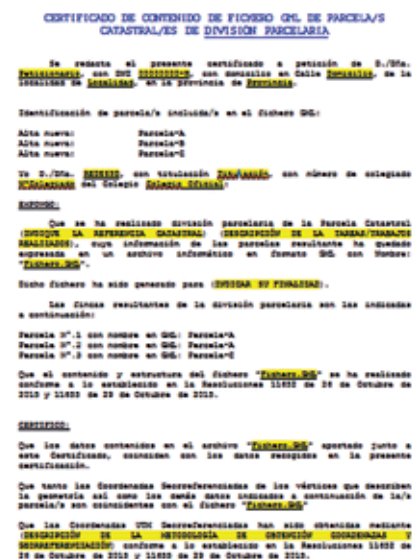 CERTIFICADO DE CONTENIDO DE FICHERO GML DE PARCELA/S
CATASTRAL/ES DE DIVISIÓN PARCELARIA
Se redacta el presente certificado a petición de D./Dña.
Peticionario, con DNI 00000000-N, con domicilio en Calle Domicilio, de la
localidad de Localidad, en la provincia de Provincia.
Identificación de parcela/s incluida/s en el fichero GML:
Alta nueva: Parcela-A
Alta nueva: Parcela-B
Alta nueva: Parcela-C
Yo D./Dña. , con titulación Titulación, con número de colegiado
NºColegiado del Colegio Colegio Oficial:
EXPONGO:
Que se ha realizado división parcelaria de la Parcela Catastral
(INDIQUE LA REFERENCIA CATASTRAL) (DESCRIPCIÓN DE LA TAREAS/TRABAJOS
REALIZADOS), cuya información de las parcelas resultante ha quedado
expresada en un archivo informático en formato GML con Nombre:
"Fichero.GML".
Dicho fichero ha sido generado para (INDICAR SU FINALIDAD).
Las fincas resultantes de la división parcelaria son las indicadas
a continuación:
Parcela Nº.1 con nombre en GML: Parcela-A
Parcela Nº.2 con nombre en GML: Parcela-A
Parcela Nº.3 con nombre en GML: Parcela-C
Que el contenido y estructura del fichero "Fichero.GML" se ha realizado
conforme a lo establecido en la Resoluciones de 26 de Octubre de
2015 y de 29 de Octubre de 2015.
CERTIFICO:
Que los datos contenidos en el archivo "Fichero.GML" aportado junto a
este Certificado, coinciden con los datos recogidos en la presente
certificación.
Que tanto las Coordenadas Georreferenciadas de los vértices que describen
la geometría así como los demás datos indicados a continuación de la/s
parcela/s son coincidentes con el fichero "Fichero.GML"
Que las Coordenadas UTM Georreferenciadas han sido obtenidas mediante
(DESCRIPCIÓN DE LA METODOLOGÍA DE OBTENCIÓN COORDENADAS Y
GEORREFERENCIACIÓN) conforme a lo establecido en la Resoluciones de
26 de Octubre de 2015 y de 29 de Octubre de 2015.